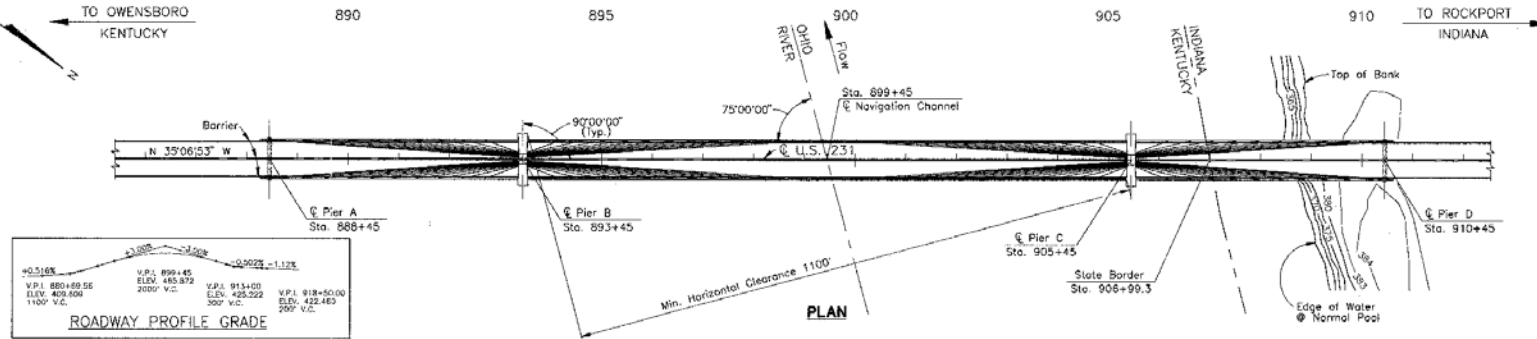 TO OWENSBORO
KENTUCKY
890
895
900
905
910
TO ROCKPORT
INDIANA
N
OHIO
RIVER
Flow
INDIANA
KENTUCKY
Top of Bank
385
Sta. 899+45
℄ Navigation Channel
75°00'00"
90°00'00"
(Typ.)
Barrier
N 35°06'53" W
℄ U.S. 231
℄ Pier A
Sta. 888+45
℄ Pier B
Sta. 893+45
℄ Pier C
Sta. 905+45
℄ Pier D
Sta. 910+45
380
375
384
383
State Border
Sta. 906+99.3
Min. Horizontal Clearance 1100'
Edge of Water
@ Normal Pool
PLAN
+0.516%
+3.00%
-3.00%
-0.502%
-1.12%
V.P.I. 880+69.56
ELEV. 409.609
1100' V.C.
V.P.I. 899+45
ELEV. 465.872
2000' V.C.
V.P.I. 913+00
ELEV. 425.222
300' V.C.
V.P.I. 918+50.00
ELEV. 422.463
200' V.C.
ROADWAY PROFILE GRADE